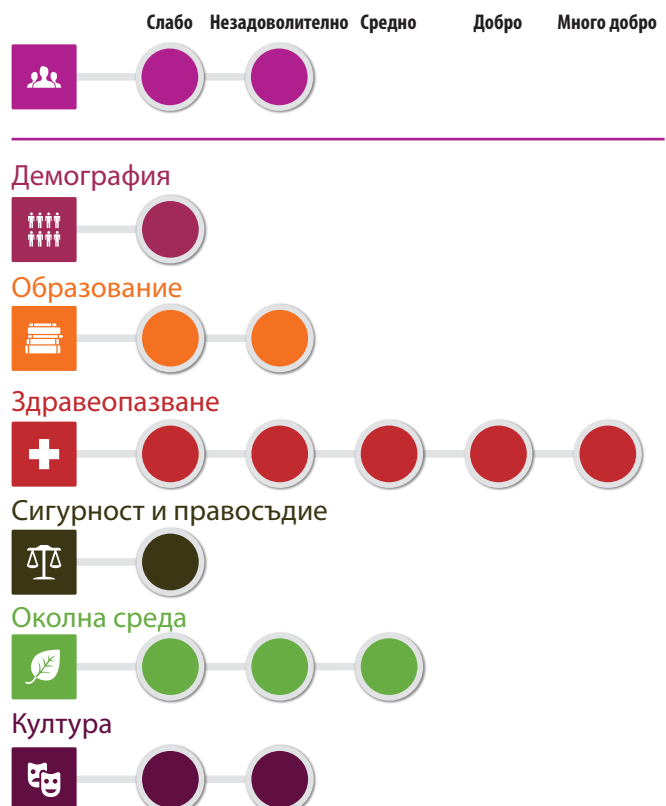 Слабо Незадоволително Средно Добро Много добро
Демография
Образование
Здравеопазване
Сигурност и правосъдие
Околна среда
Култура